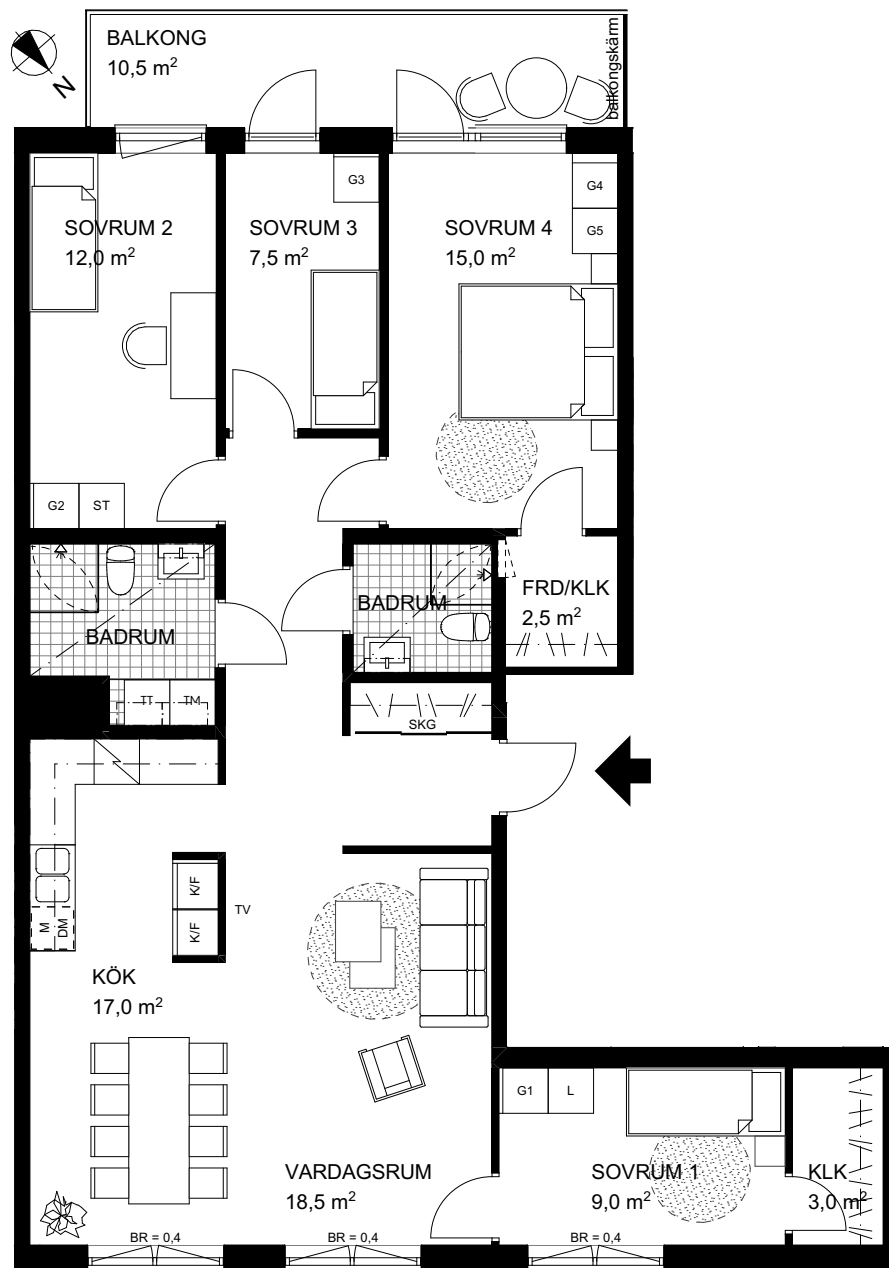 BALKONG
10,5 m²
balkongskärm
N
G3
G4
G5
SOVRUM 2
12,0 m²
SOVRUM 3
7,5 m²
SOVRUM 4
15,0 m²
G2
ST
BADRUM
BADRUM
FRD/KLK
2,5 m²
TT
TM
SKG
K/F
K/F
TV
M
DM
KÖK
17,0 m²
G1
L
VARDAGSRUM
18,5 m²
SOVRUM 1
9,0 m²
KLK
3,0 m²
BR = 0,4
BR = 0,4
BR = 0,4